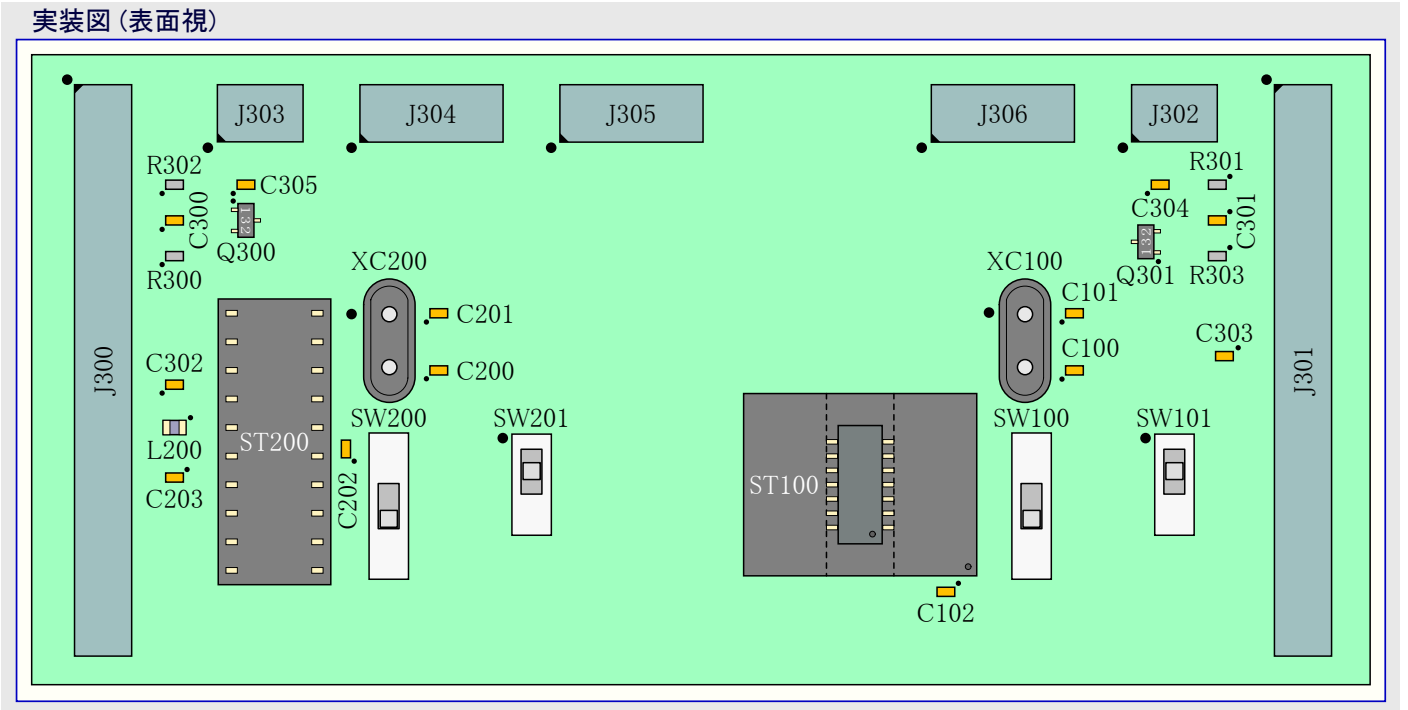 実装図 (表面視)
J303
J304
J305
J306
J302
R302
C305
C300
132
Q300
R300
R301
C304
C301
132
Q301
R303
XC200
XC100
C201
C101
C200
C100
C303
J300
C302
L200
C203
ST200
C202
SW200
SW201
SW100
SW101
ST100
C102
J301